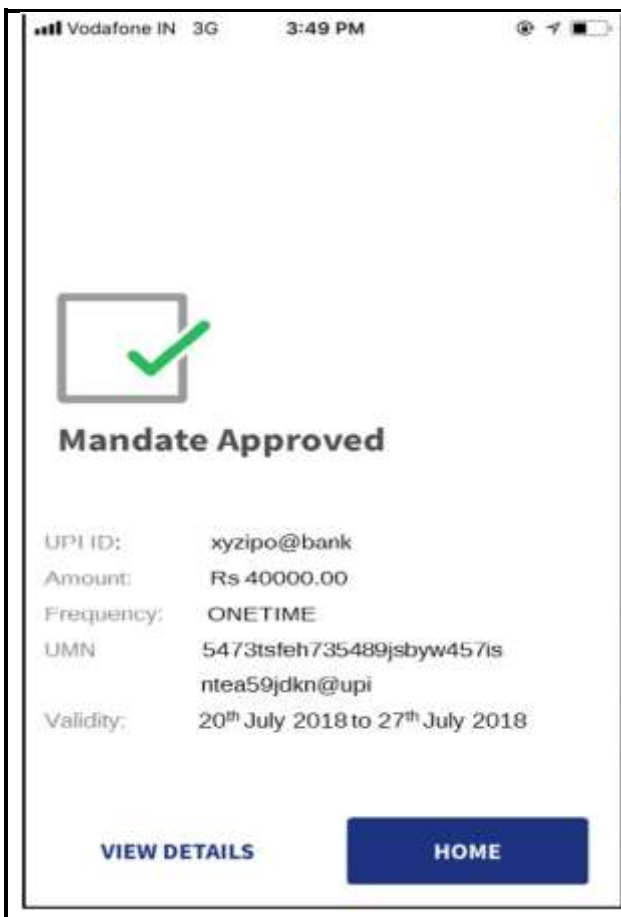 Vodafone IN 3G 3:49 PM
Mandate Approved
UPI ID: xyzipo@bank
Amount: Rs 40000.00
Frequency: ONETIME
UMN 5473tsfeh735489jsbyw457is
ntea59jdkn@upi
Validity: 20th July 2018 to 27th July 2018
VIEW DETAILS HOME